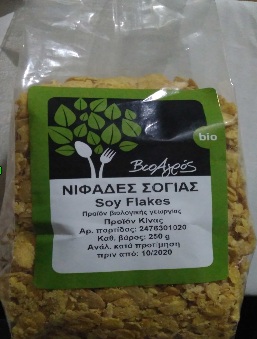 bio
ΒιοΑγρός
ΝΙΦΑΔΕΣ ΣΟΓΙΑΣ
Soy Flakes
Προϊόν βιολογικής γεωργίας
Προϊόν Κίνας
Αρ. παρτίδας: 2476301020
Καθ. βάρος: 250 g
Ανάλ. κατά προτίμηση
πριν από: 10/2020